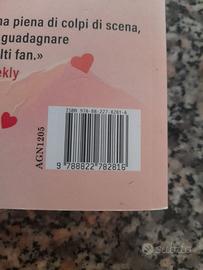 na piena di colpi di scena,
guadagnare
lti fan.»
ekly
ISBN 978-88-227-8281-6
AGN1205
9 788822 782816
subito